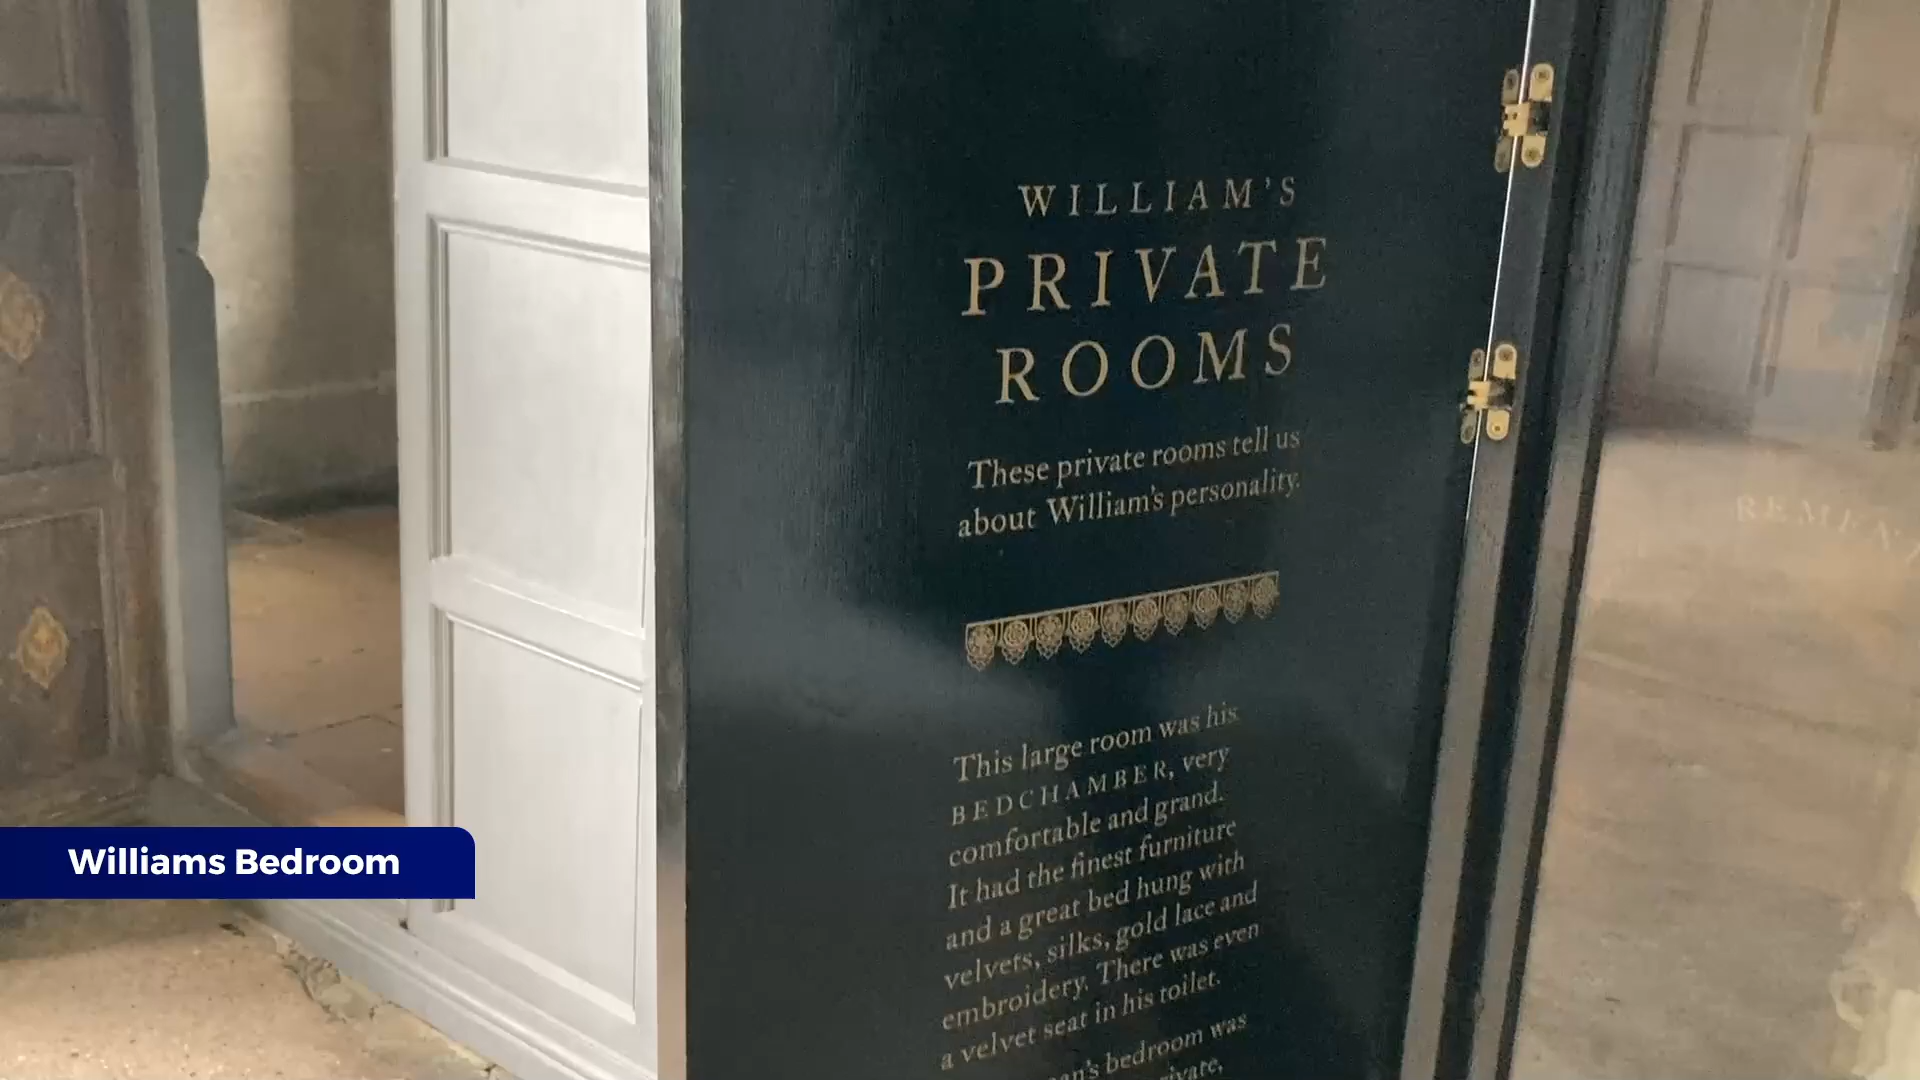 WILLIAM'S
PRIVATE
ROOMS
These private rooms tell us
about William's personality.
This large room was his
BEDCHAMBER, very
comfortable and grand.
It had the finest furniture
and a great bed hung with
velvets, silks, gold lace and
embroidery. There was even
a velvet seat in his toilet.
bedroom was
Williams Bedroom